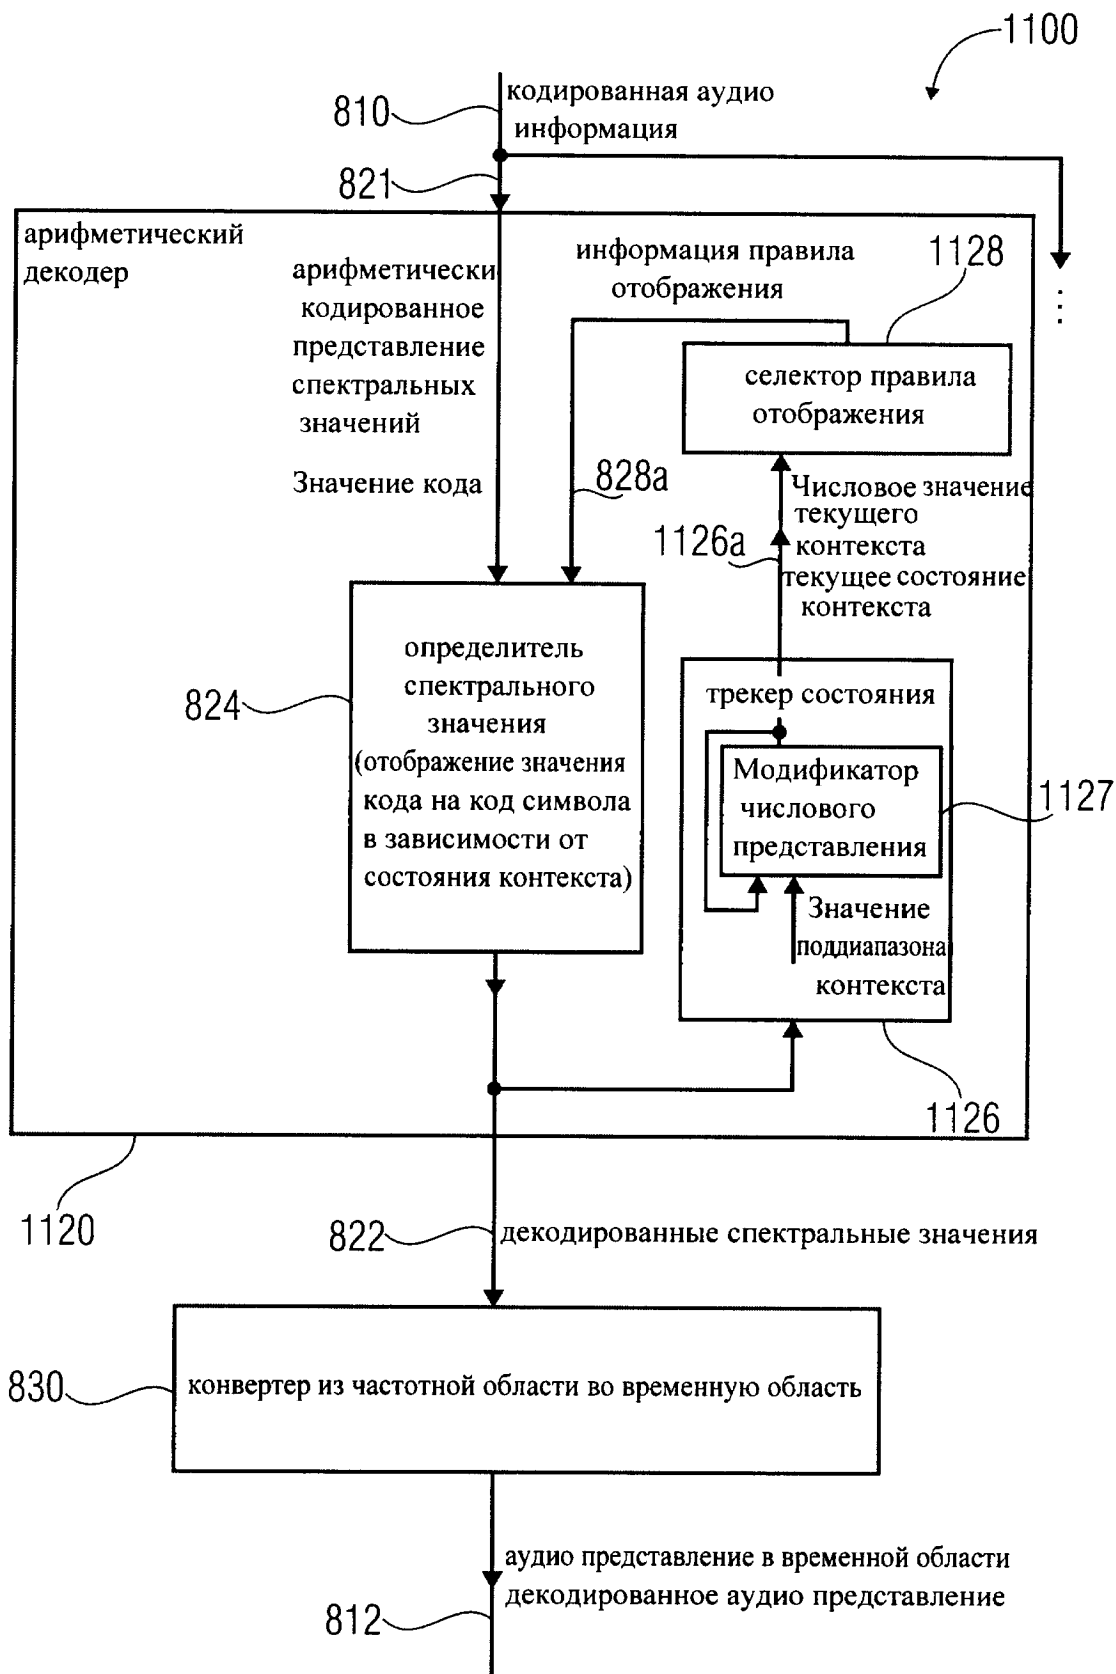 1100
810
кодированная аудио
информация
821
арифметический
декодер
арифметически
кодированное
представление
спектральных
значений
Значение кода
информация правила
отображения
1128
⋮
селектор правила
отображения
828a
Числовое значение
текущего
контекста
1126a
текущее состояние
контекста
824
определитель
спектрального
значения
(отображение значения
кода на код символа
в зависимости от
состояния контекста)
трекер состояния
Модификатор
числового
представления
1127
Значение
поддиапазона
контекста
1126
1120
822
декодированные спектральные значения
830
конвертер из частотной области во временную область
аудио представление в временной области
декодированное аудио представление
812